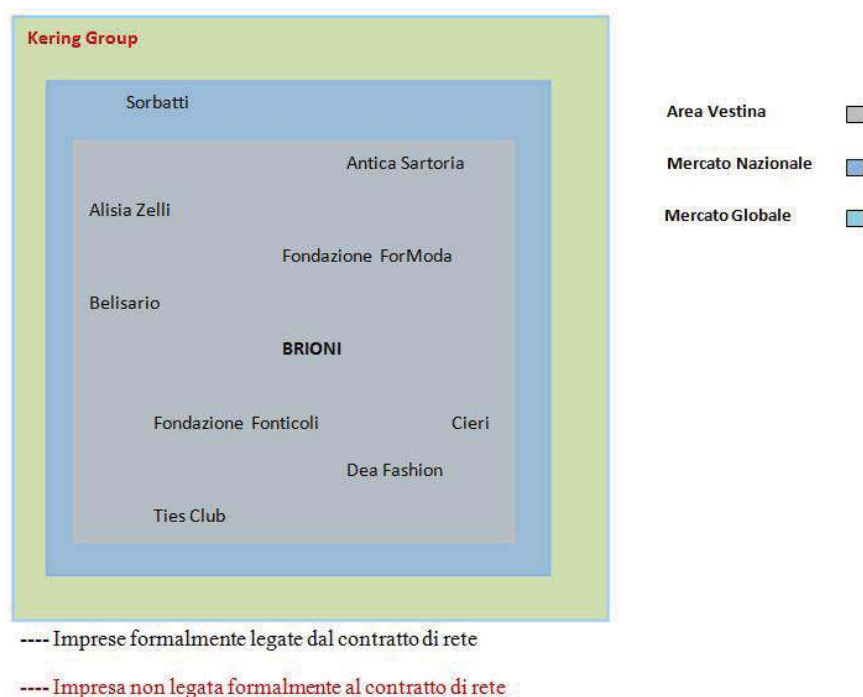 Kering Group
Sorbatti
Antica Sartoria
Alisia Zelli
Fondazione ForModa
Belisario
BRIONI
Fondazione Fonticoli
Cieri
Dea Fashion
Ties Club
Area Vestina
Mercato Nazionale
Mercato Globale
---- Imprese formalmente legate dal contratto di rete
---- Impresa non legata formalmente al contratto di rete